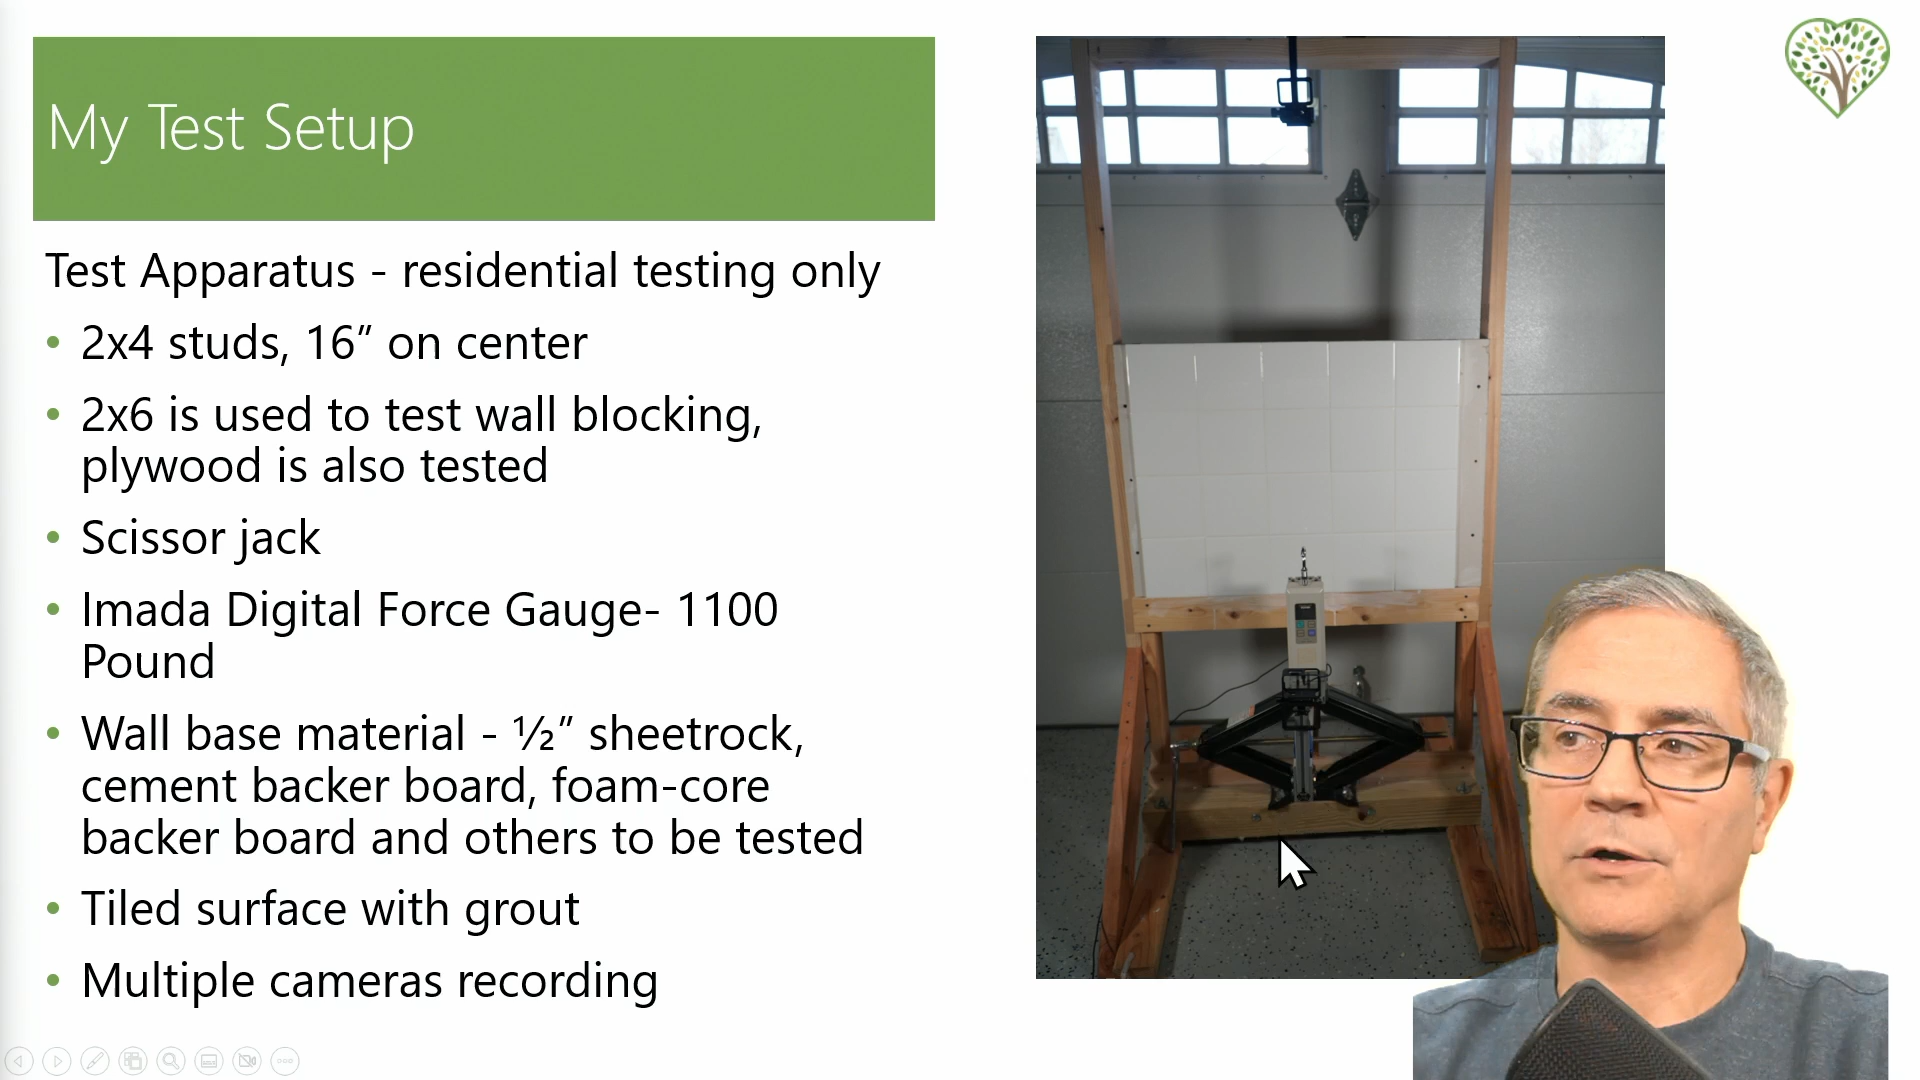 My Test Setup
Test Apparatus - residential testing only
• 2x4 studs, 16” on center
• 2x6 is used to test wall blocking,
plywood is also tested
• Scissor jack
• Imada Digital Force Gauge- 1100
Pound
• Wall base material - ½” sheetrock,
cement backer board, foam-core
backer board and others to be tested
• Tiled surface with grout
• Multiple cameras recording